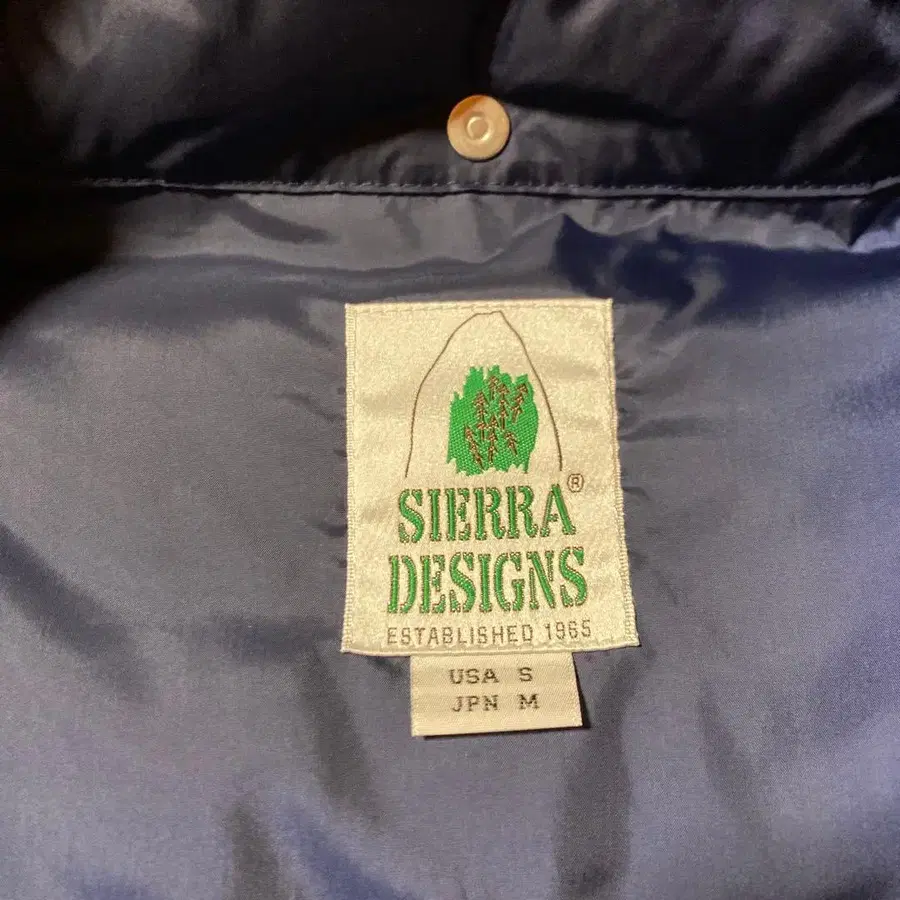 SIERRA®
DESIGNS
ESTABLISHED 1965
USA S
JPN M